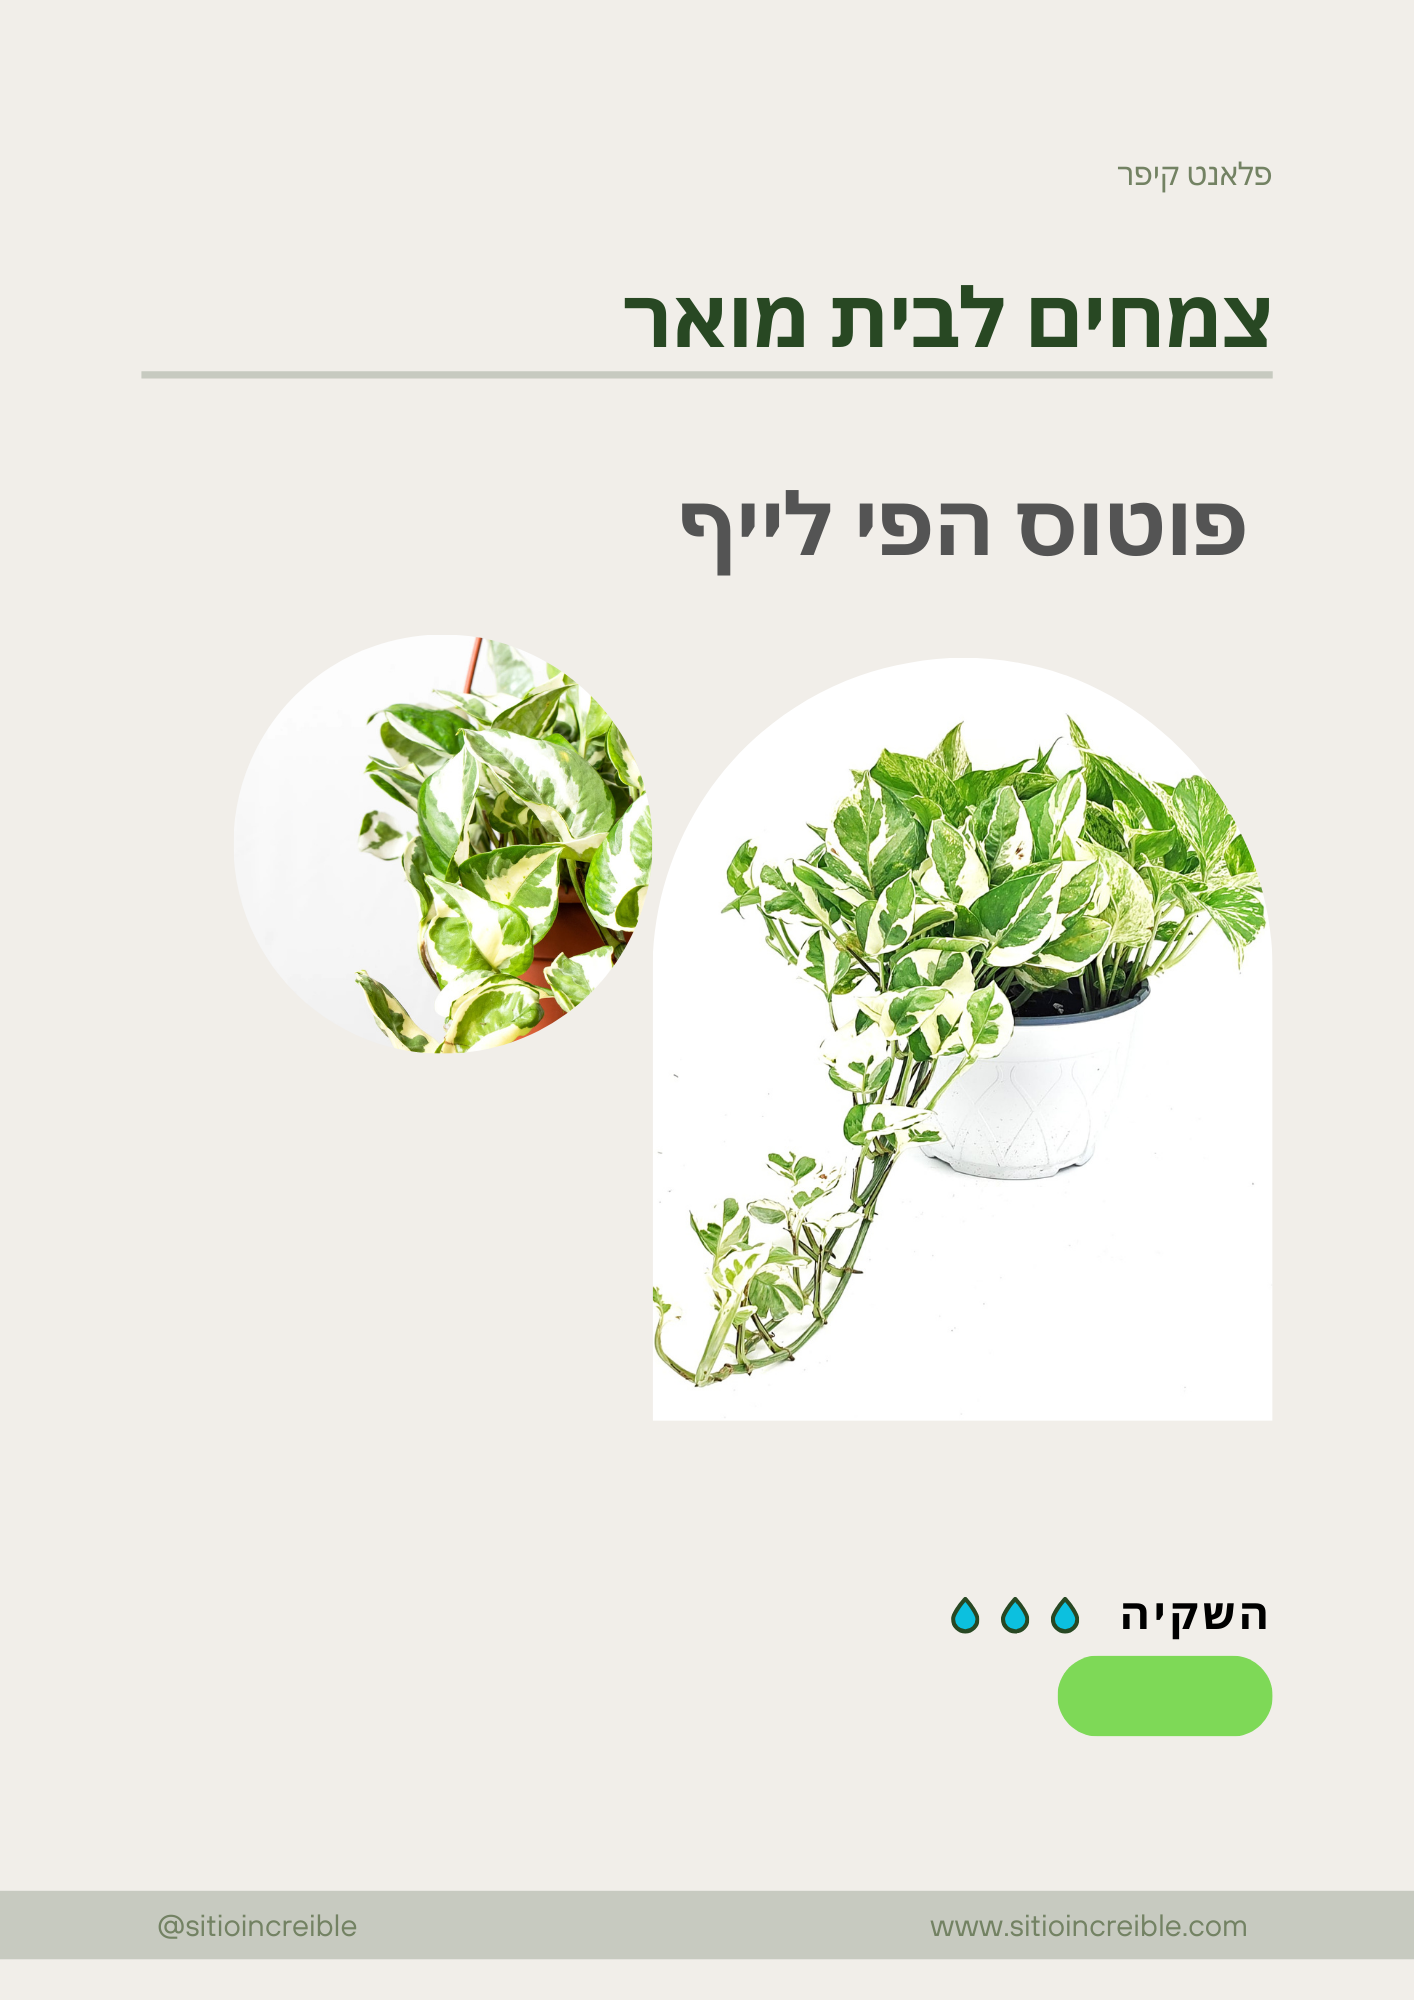 פלאנט קיפר
צמחים לבית מואר
פוטוס הפי לייף
השקיה
@sitioincreible
www.sitioincreible.com